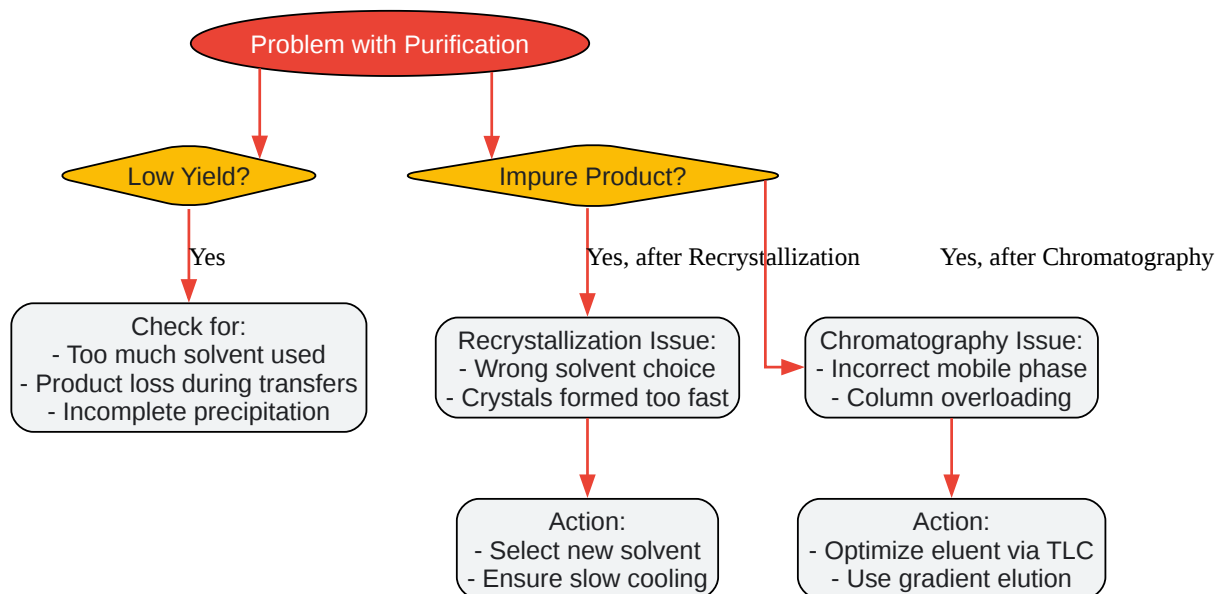 Problem with Purification
Low Yield?
Impure Product?
Yes
Yes, after Recrystallization
Yes, after Chromatography
Check for:
- Too much solvent used
- Product loss during transfers
- Incomplete precipitation
Recrystallization Issue:
- Wrong solvent choice
- Crystals formed too fast
Chromatography Issue:
- Incorrect mobile phase
- Column overloading
Action:
- Select new solvent
- Ensure slow cooling
Action:
- Optimize eluent via TLC
- Use gradient elution